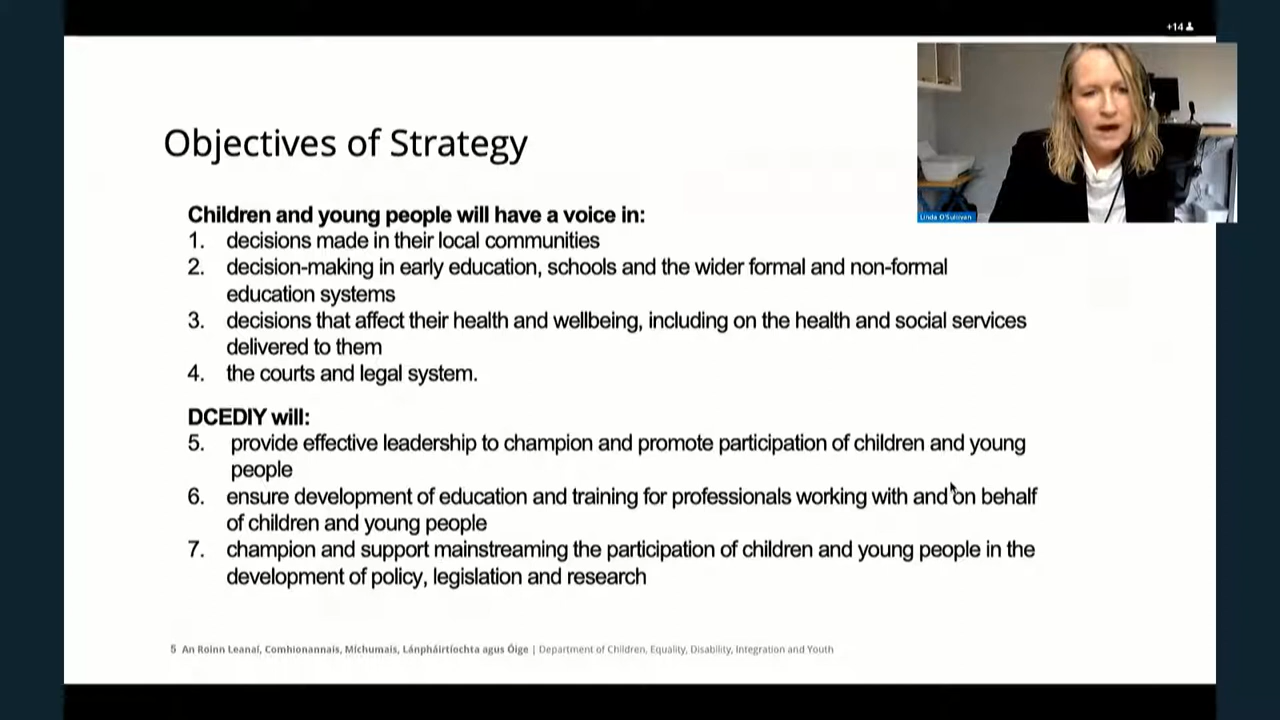 +14
Objectives of Strategy
Linda O'Sullivan
Children and young people will have a voice in:
1. decisions made in their local communities
2. decision-making in early education, schools and the wider formal and non-formal
education systems
3. decisions that affect their health and wellbeing, including on the health and social services
delivered to them
4. the courts and legal system.
DCEDIY will:
5. provide effective leadership to champion and promote participation of children and young
people
6. ensure development of education and training for professionals working with and on behalf
of children and young people
7. champion and support mainstreaming the participation of children and young people in the
development of policy, legislation and research
5 An Roinn Leanaí, Comhionannais, Míchumais, Lánpháirtíochta agus Óige | Department of Children, Equality, Disability, Integration and Youth